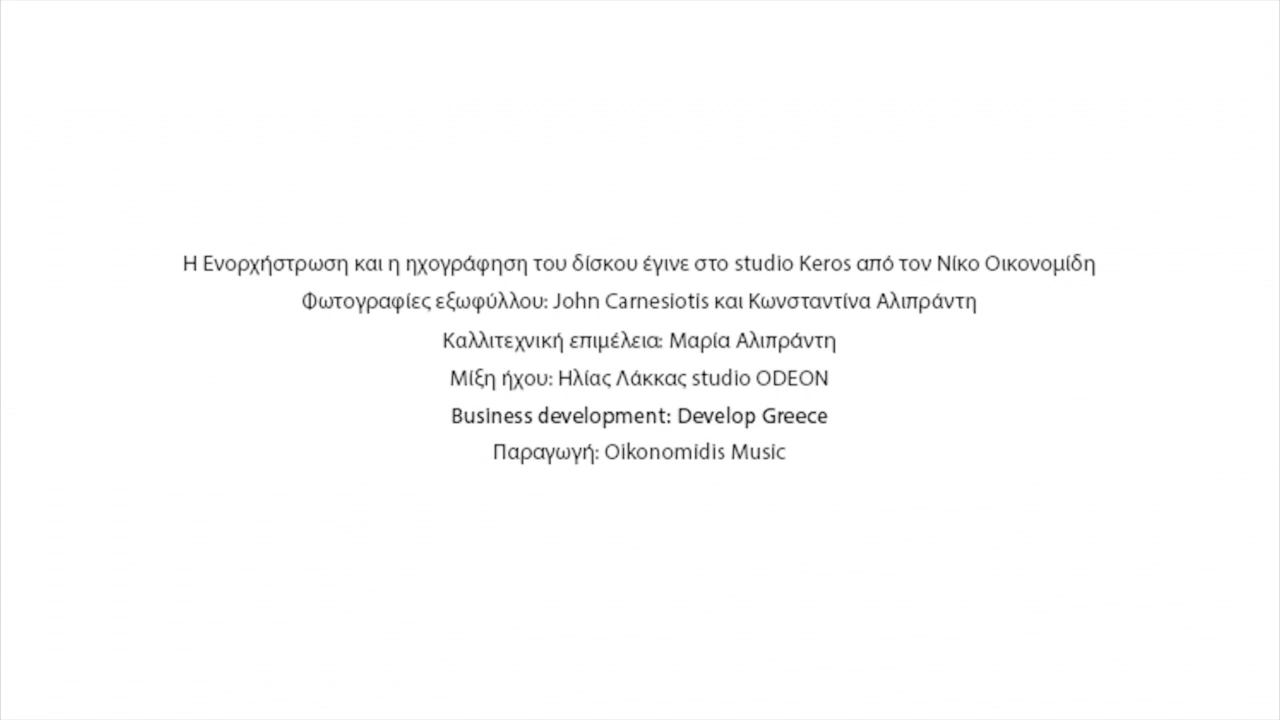 Η Ενορχήστρωση και η ηχογράφηση του δίσκου έγινε στο studio Keros από τον Νίκο Οικονομίδη
Φωτογραφίες εξωφύλλου: John Carnesiotis και Κωνσταντίνα Αλιπράντη
Καλλιτεχνική επιμέλεια: Μαρία Αλιπράντη
Μίξη ήχου: Ηλίας Λάκκας studio ODEON
Business development: Develop Greece
Παραγωγή: Oikonomidis Music